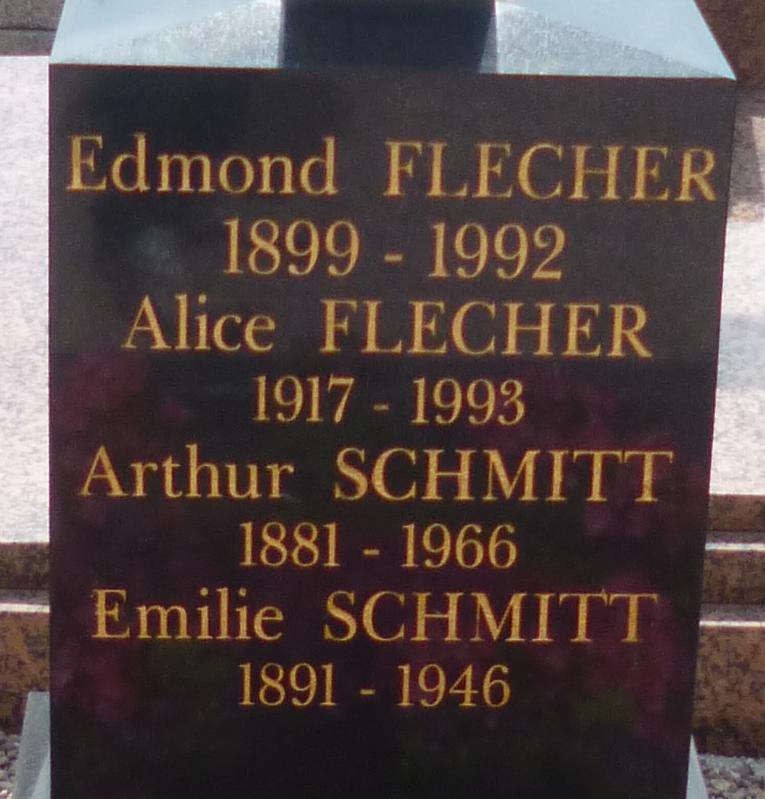 Edmond FLECHER
1899 - 1992
Alice FLECHER
1917 - 1993
Arthur SCHMITT
1881 - 1966
Emilie SCHMITT
1891 - 1946